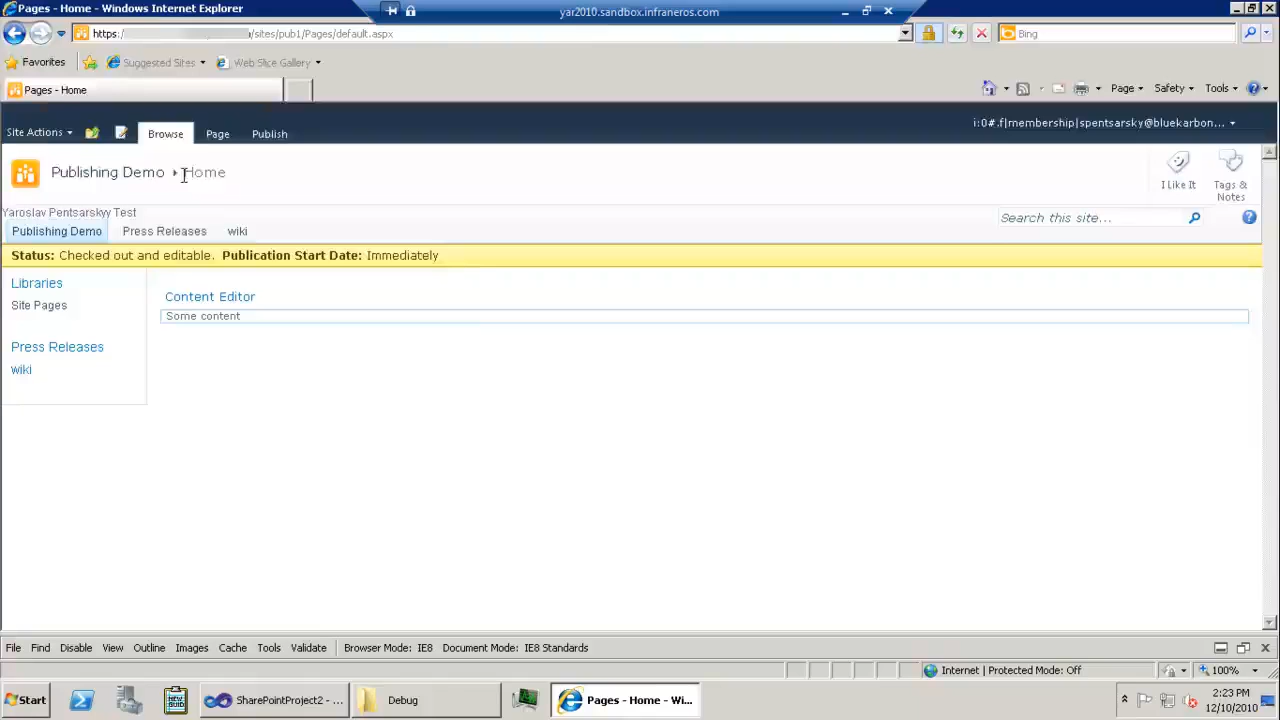 Pages - Home - Windows Internet Explorer
yar2010.sandbox.infraneros.com
https:/ /sites/pub1/Pages/default.aspx
Bing
Favorites Suggested Sites Web Slice Gallery
Pages - Home
Page Safety Tools
Site Actions Browse Page Publish
i:0#.f|membership|spentsarsky@bluekarbon...
Publishing Demo Home
I Like It Tags & Notes
Yaroslav Pentsarskyy Test
Search this site...
Publishing Demo Press Releases wiki
Status: Checked out and editable. Publication Start Date: Immediately
Libraries
Site Pages
Press Releases
wiki
Content Editor
Some content
File Find Disable View Outline Images Cache Tools Validate Browser Mode: IE8 Document Mode: IE8 Standards
Internet | Protected Mode: Off 100%
Start SharePointProject2 - ... Debug Pages - Home - Wi...
2:23 PM
12/10/2010